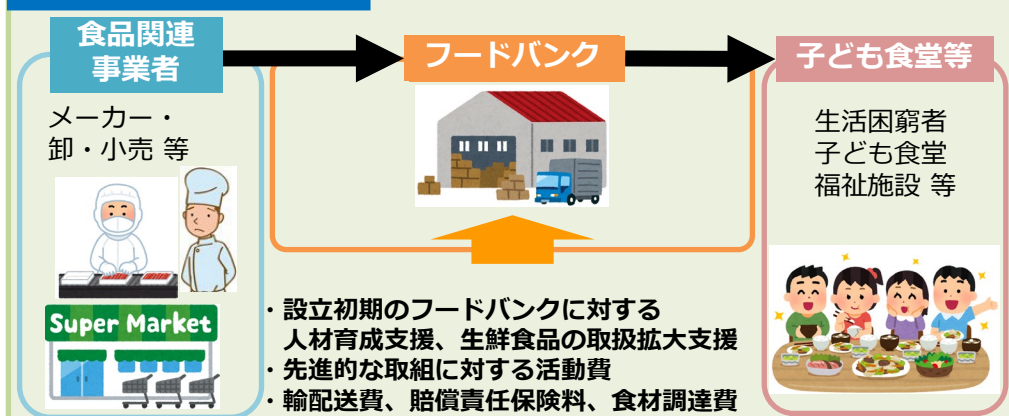 食品関連
事業者
フードバンク
子ども食堂等
メーカー・
卸・小売 等
生活困窮者
子ども食堂
福祉施設 等
Super Market
・設立初期のフードバンクに対する
人材育成支援、生鮮食品の取扱拡大支援
・先進的な取組に対する活動費
・輸配送費、賠償責任保険料、食材調達費